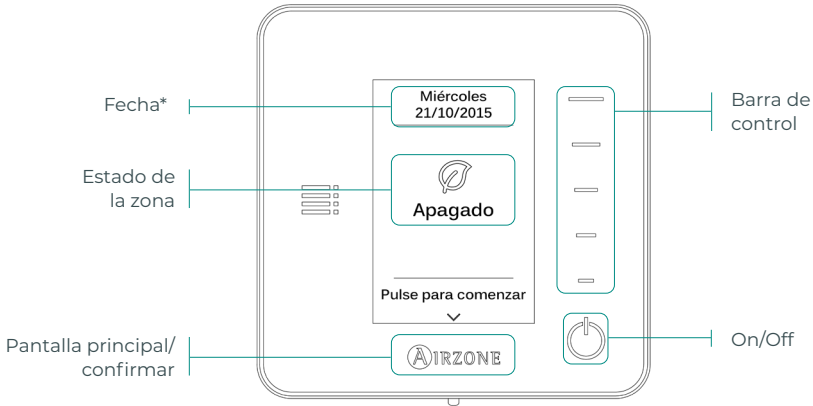 Fecha*
Miércoles
21/10/2015
Barra de
control
Estado de
la zona
Apagado
Pulse para comenzar
Pantalla principal/
confirmar
AIRZONE
On/Off